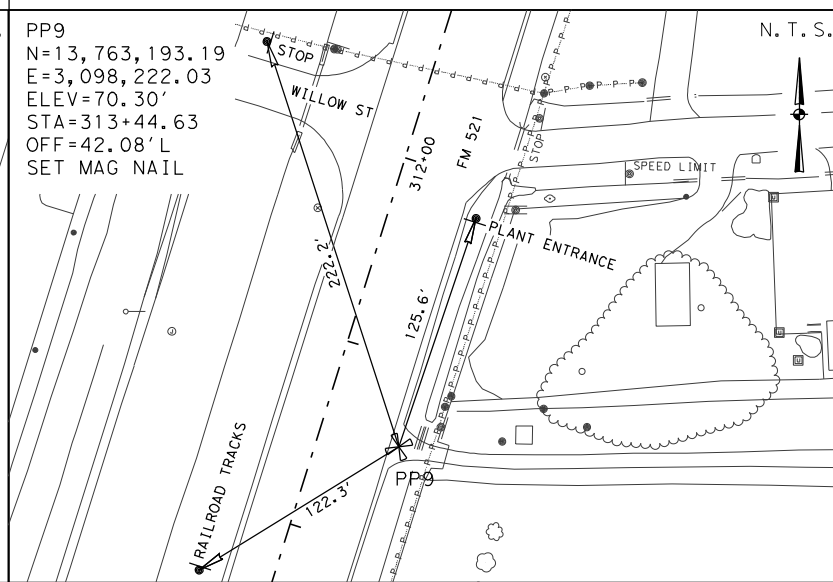 PP9
N=13,763,193.19
E=3,098,222.03
ELEV=70.30'
STA=313+44.63
OFF=42.08'L
SET MAG NAIL
N.T.S.
STOP
WILLOW ST
312+00
FM 521
STOP
SPEED LIMIT
PLANT ENTRANCE
222.2'
125.6'
RAILROAD TRACKS
122.3'
PP9